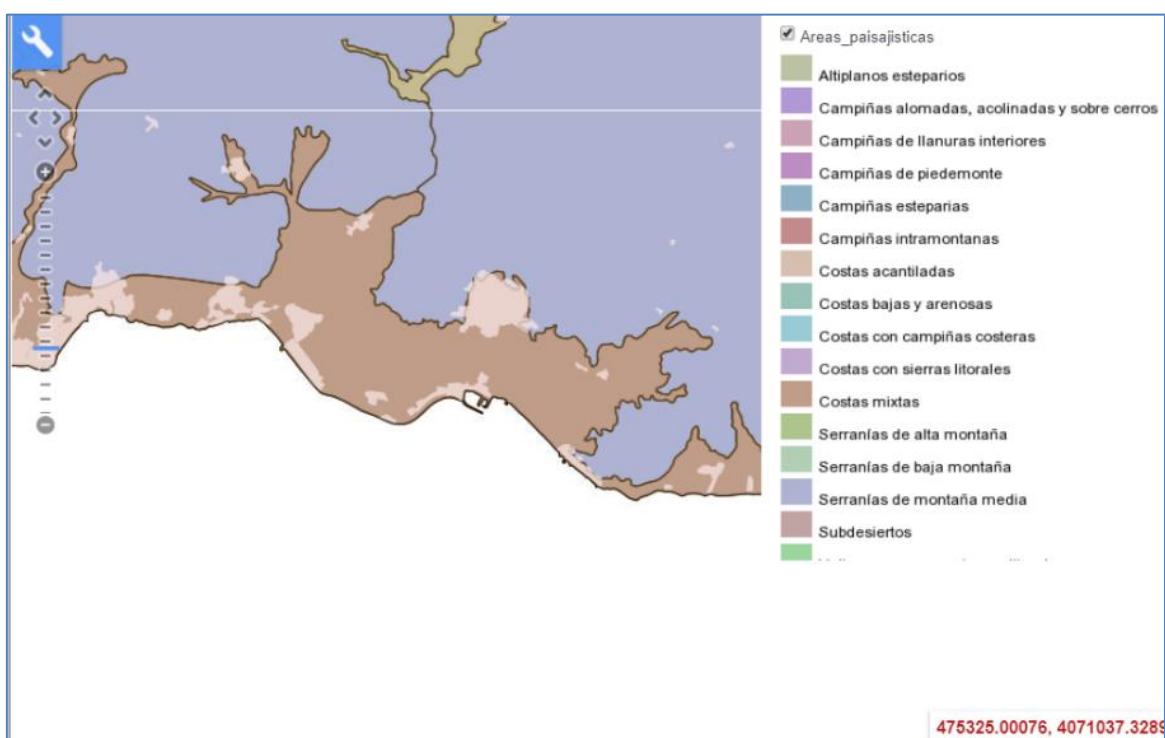 Areas_paisajisticas
Altiplanos esteparios
Campiñas alomadas, acolinadas y sobre cerros
Campiñas de llanuras interiores
Campiñas de piedemonte
Campiñas esteparias
Campiñas intramontanas
Costas acantiladas
Costas bajas y arenosas
Costas con campiñas costeras
Costas con sierras litorales
Costas mixtas
Serranías de alta montaña
Serranías de baja montaña
Serranías de montaña media
Subdesiertos
475325.00076, 4071037.3289